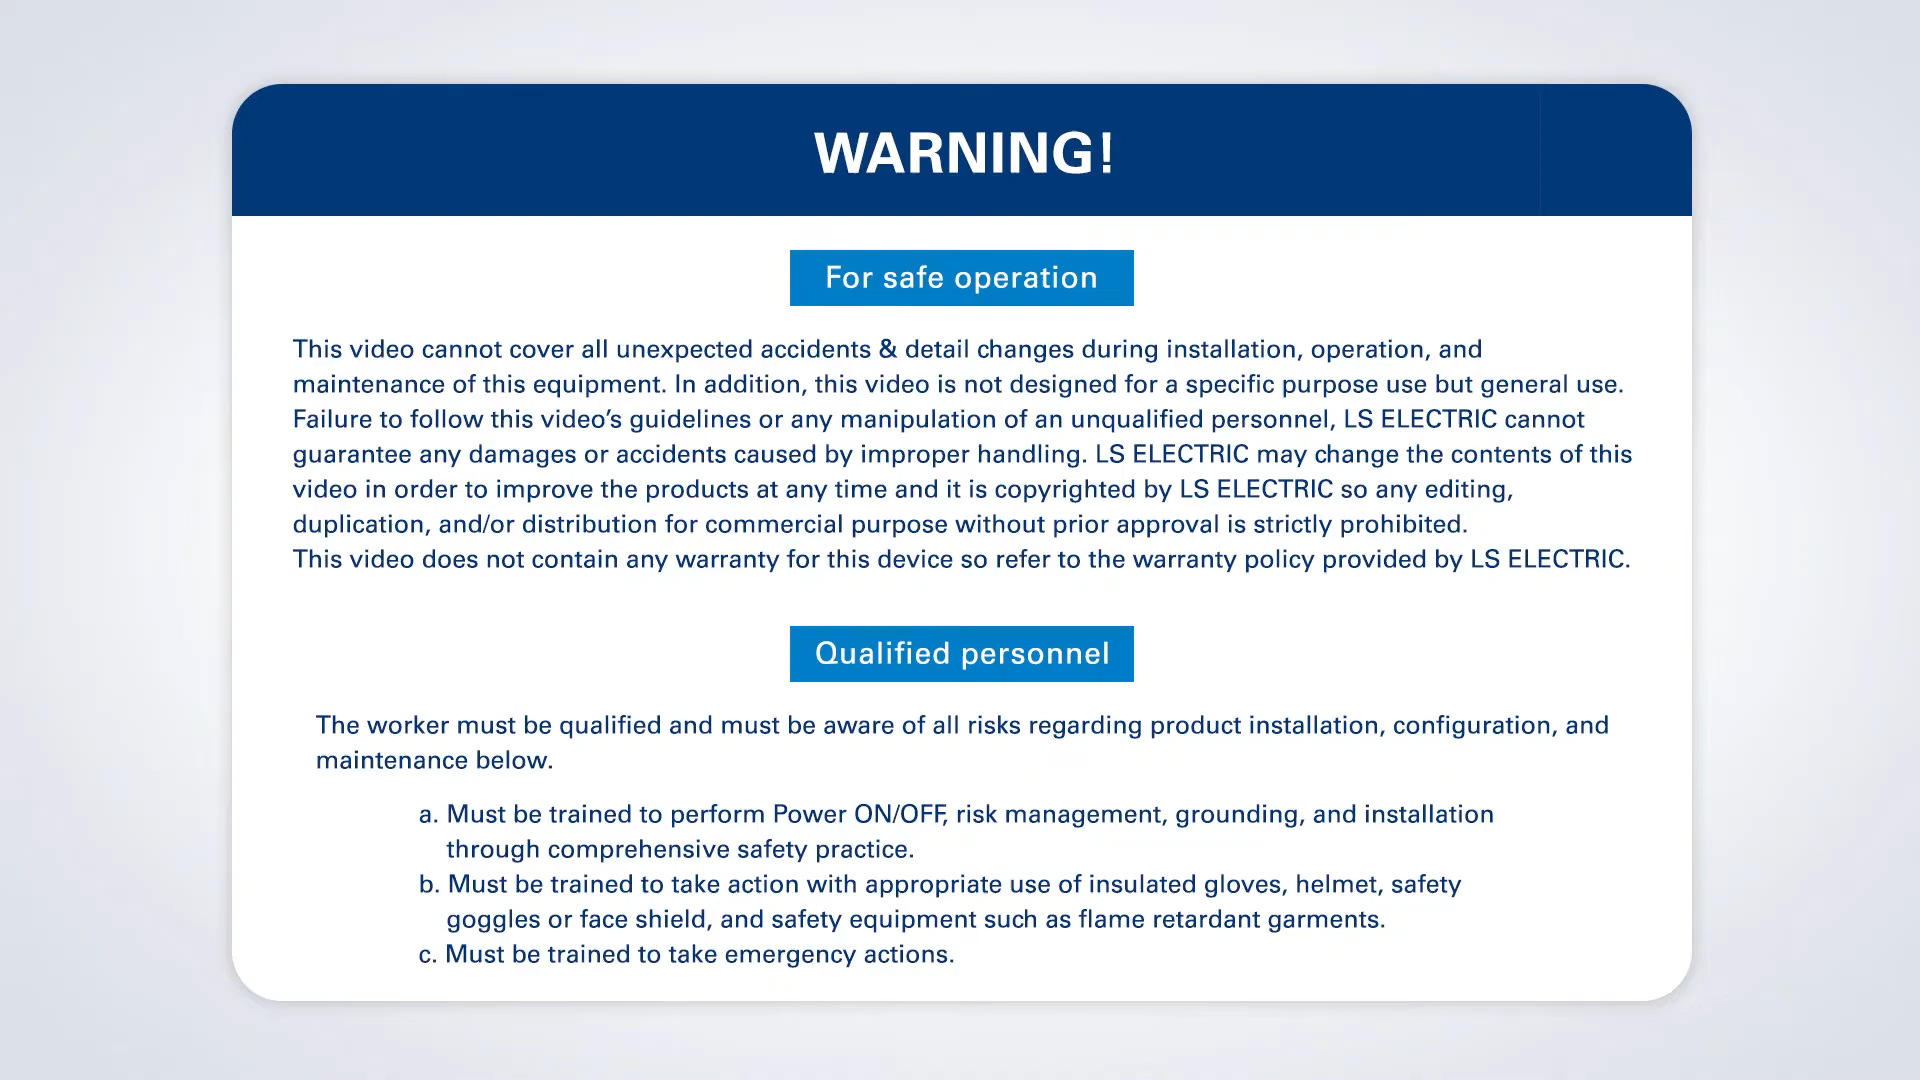 WARNING!
For safe operation
This video cannot cover all unexpected accidents & detail changes during installation, operation, and
maintenance of this equipment. In addition, this video is not designed for a specific purpose use but general use.
Failure to follow this video’s guidelines or any manipulation of an unqualified personnel, LS ELECTRIC cannot
guarantee any damages or accidents caused by improper handling. LS ELECTRIC may change the contents of this
video in order to improve the products at any time and it is copyrighted by LS ELECTRIC so any editing,
duplication, and/or distribution for commercial purpose without prior approval is strictly prohibited.
This video does not contain any warranty for this device so refer to the warranty policy provided by LS ELECTRIC.
Qualified personnel
The worker must be qualified and must be aware of all risks regarding product installation, configuration, and
maintenance below.
a. Must be trained to perform Power ON/OFF, risk management, grounding, and installation
through comprehensive safety practice.
b. Must be trained to take action with appropriate use of insulated gloves, helmet, safety
goggles or face shield, and safety equipment such as flame retardant garments.
c. Must be trained to take emergency actions.